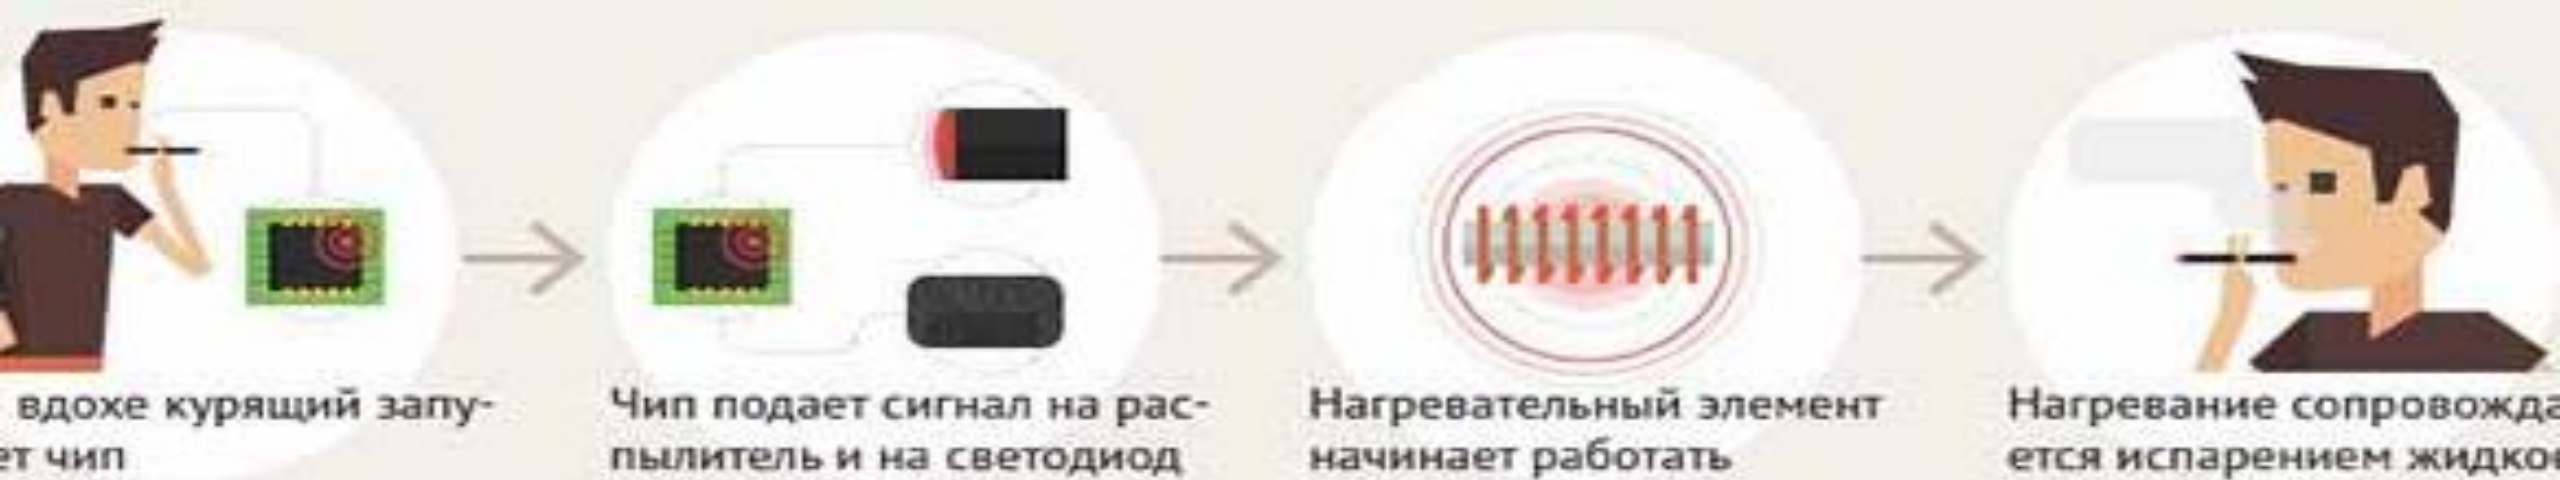 вдохе курящий запу-
ет чип
Чип подает сигнал на рас-
пылитель и на светодиод
Нагревательный элемент
начинает работать
Нагревание сопровожда
ется испарением жидко